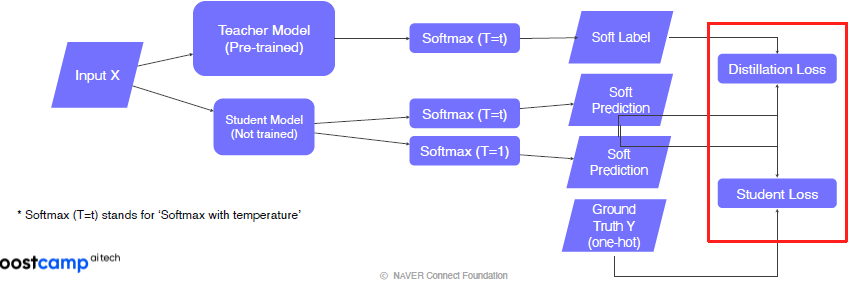 Teacher Model
(Pre-trained)
Softmax (T=t)
Soft Label
Input X
Distillation Loss
Student Model
(Not trained)
Softmax (T=t)
Soft
Prediction
Softmax (T=1)
Soft
Prediction
Student Loss
Ground
Truth Y
(one-hot)
* Softmax (T=t) stands for ‘Softmax with temperature’
oostcamp ai tech
© NAVER Connect Foundation